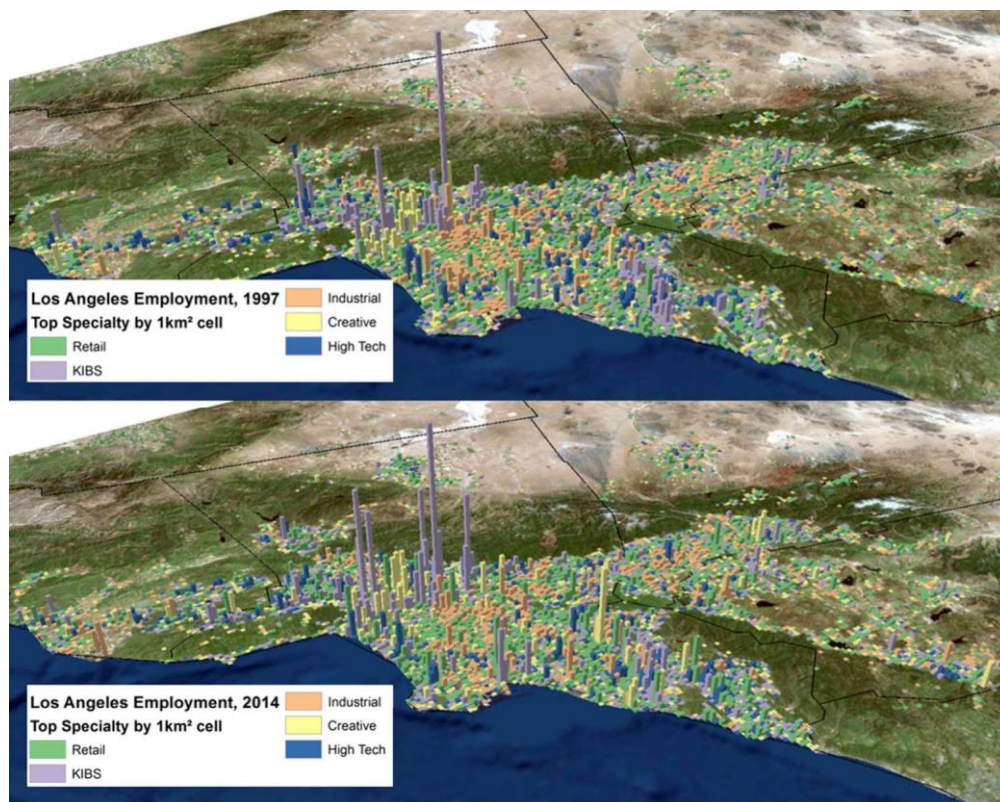 Los Angeles Employment, 1997
Top Specialty by 1km² cell
Retail
KIBS
Industrial
Creative
High Tech
Los Angeles Employment, 2014
Top Specialty by 1km² cell
Retail
KIBS
Industrial
Creative
High Tech